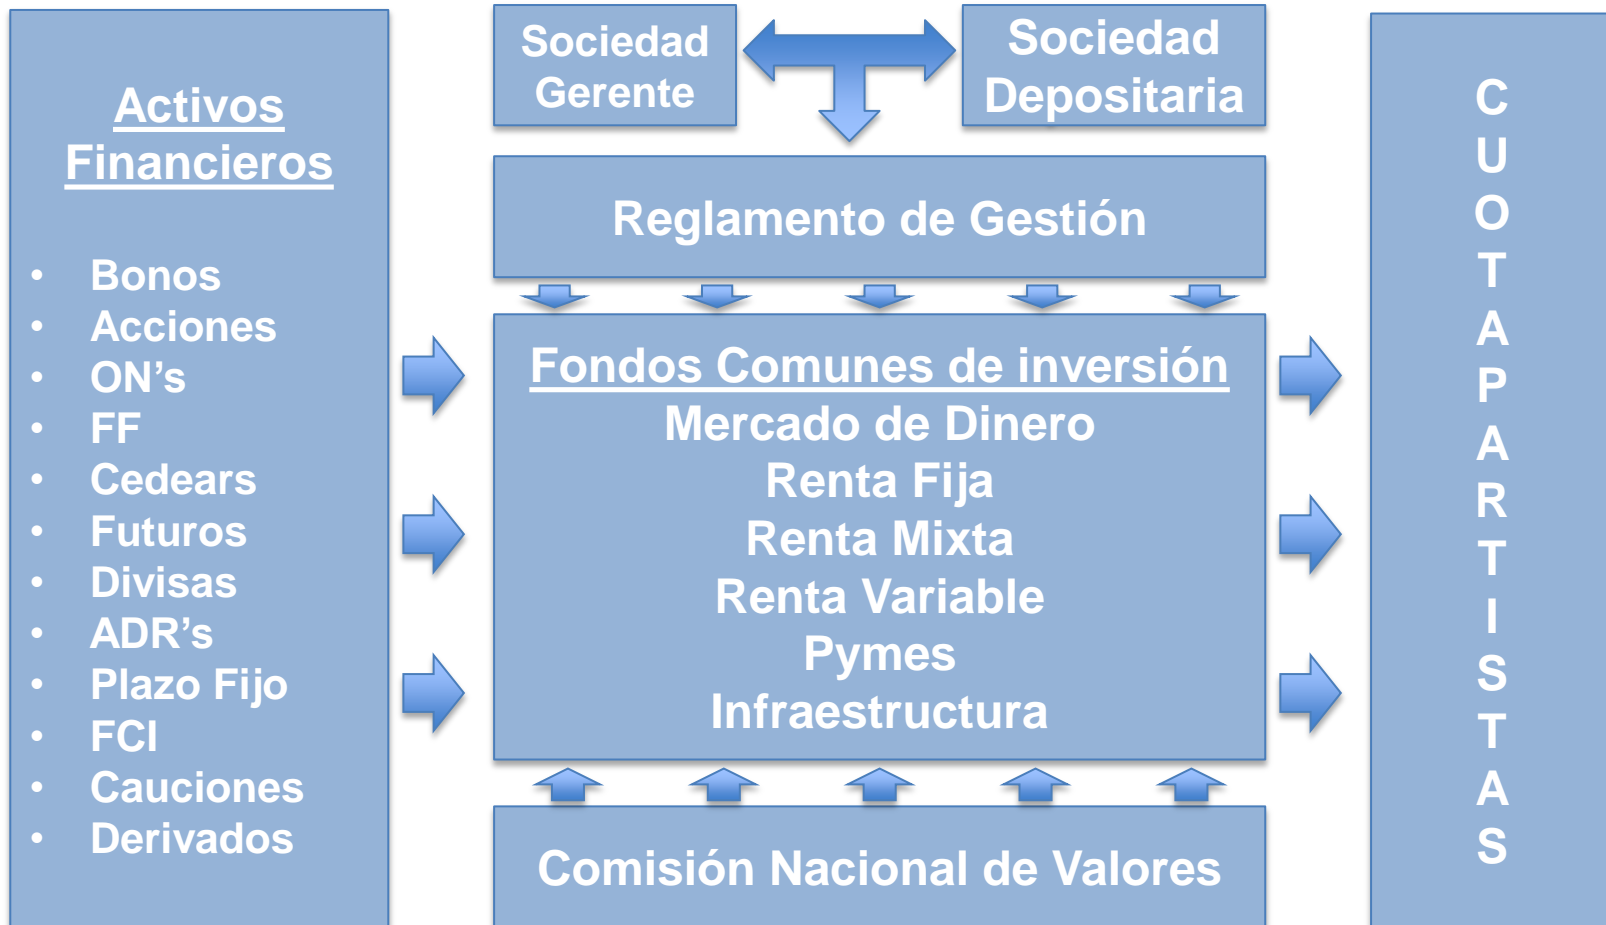 Activos
Financieros
• Bonos
• Acciones
• ON’s
• FF
• Cedears
• Futuros
• Divisas
• ADR’s
• Plazo Fijo
• FCI
• Cauciones
• Derivados
Sociedad
Gerente
Sociedad
Depositaria
Reglamento de Gestión
Fondos Comunes de inversión
Mercado de Dinero
Renta Fija
Renta Mixta
Renta Variable
Pymes
Infraestructura
Comisión Nacional de Valores
C
U
O
T
A
P
A
R
T
I
S
T
A
S